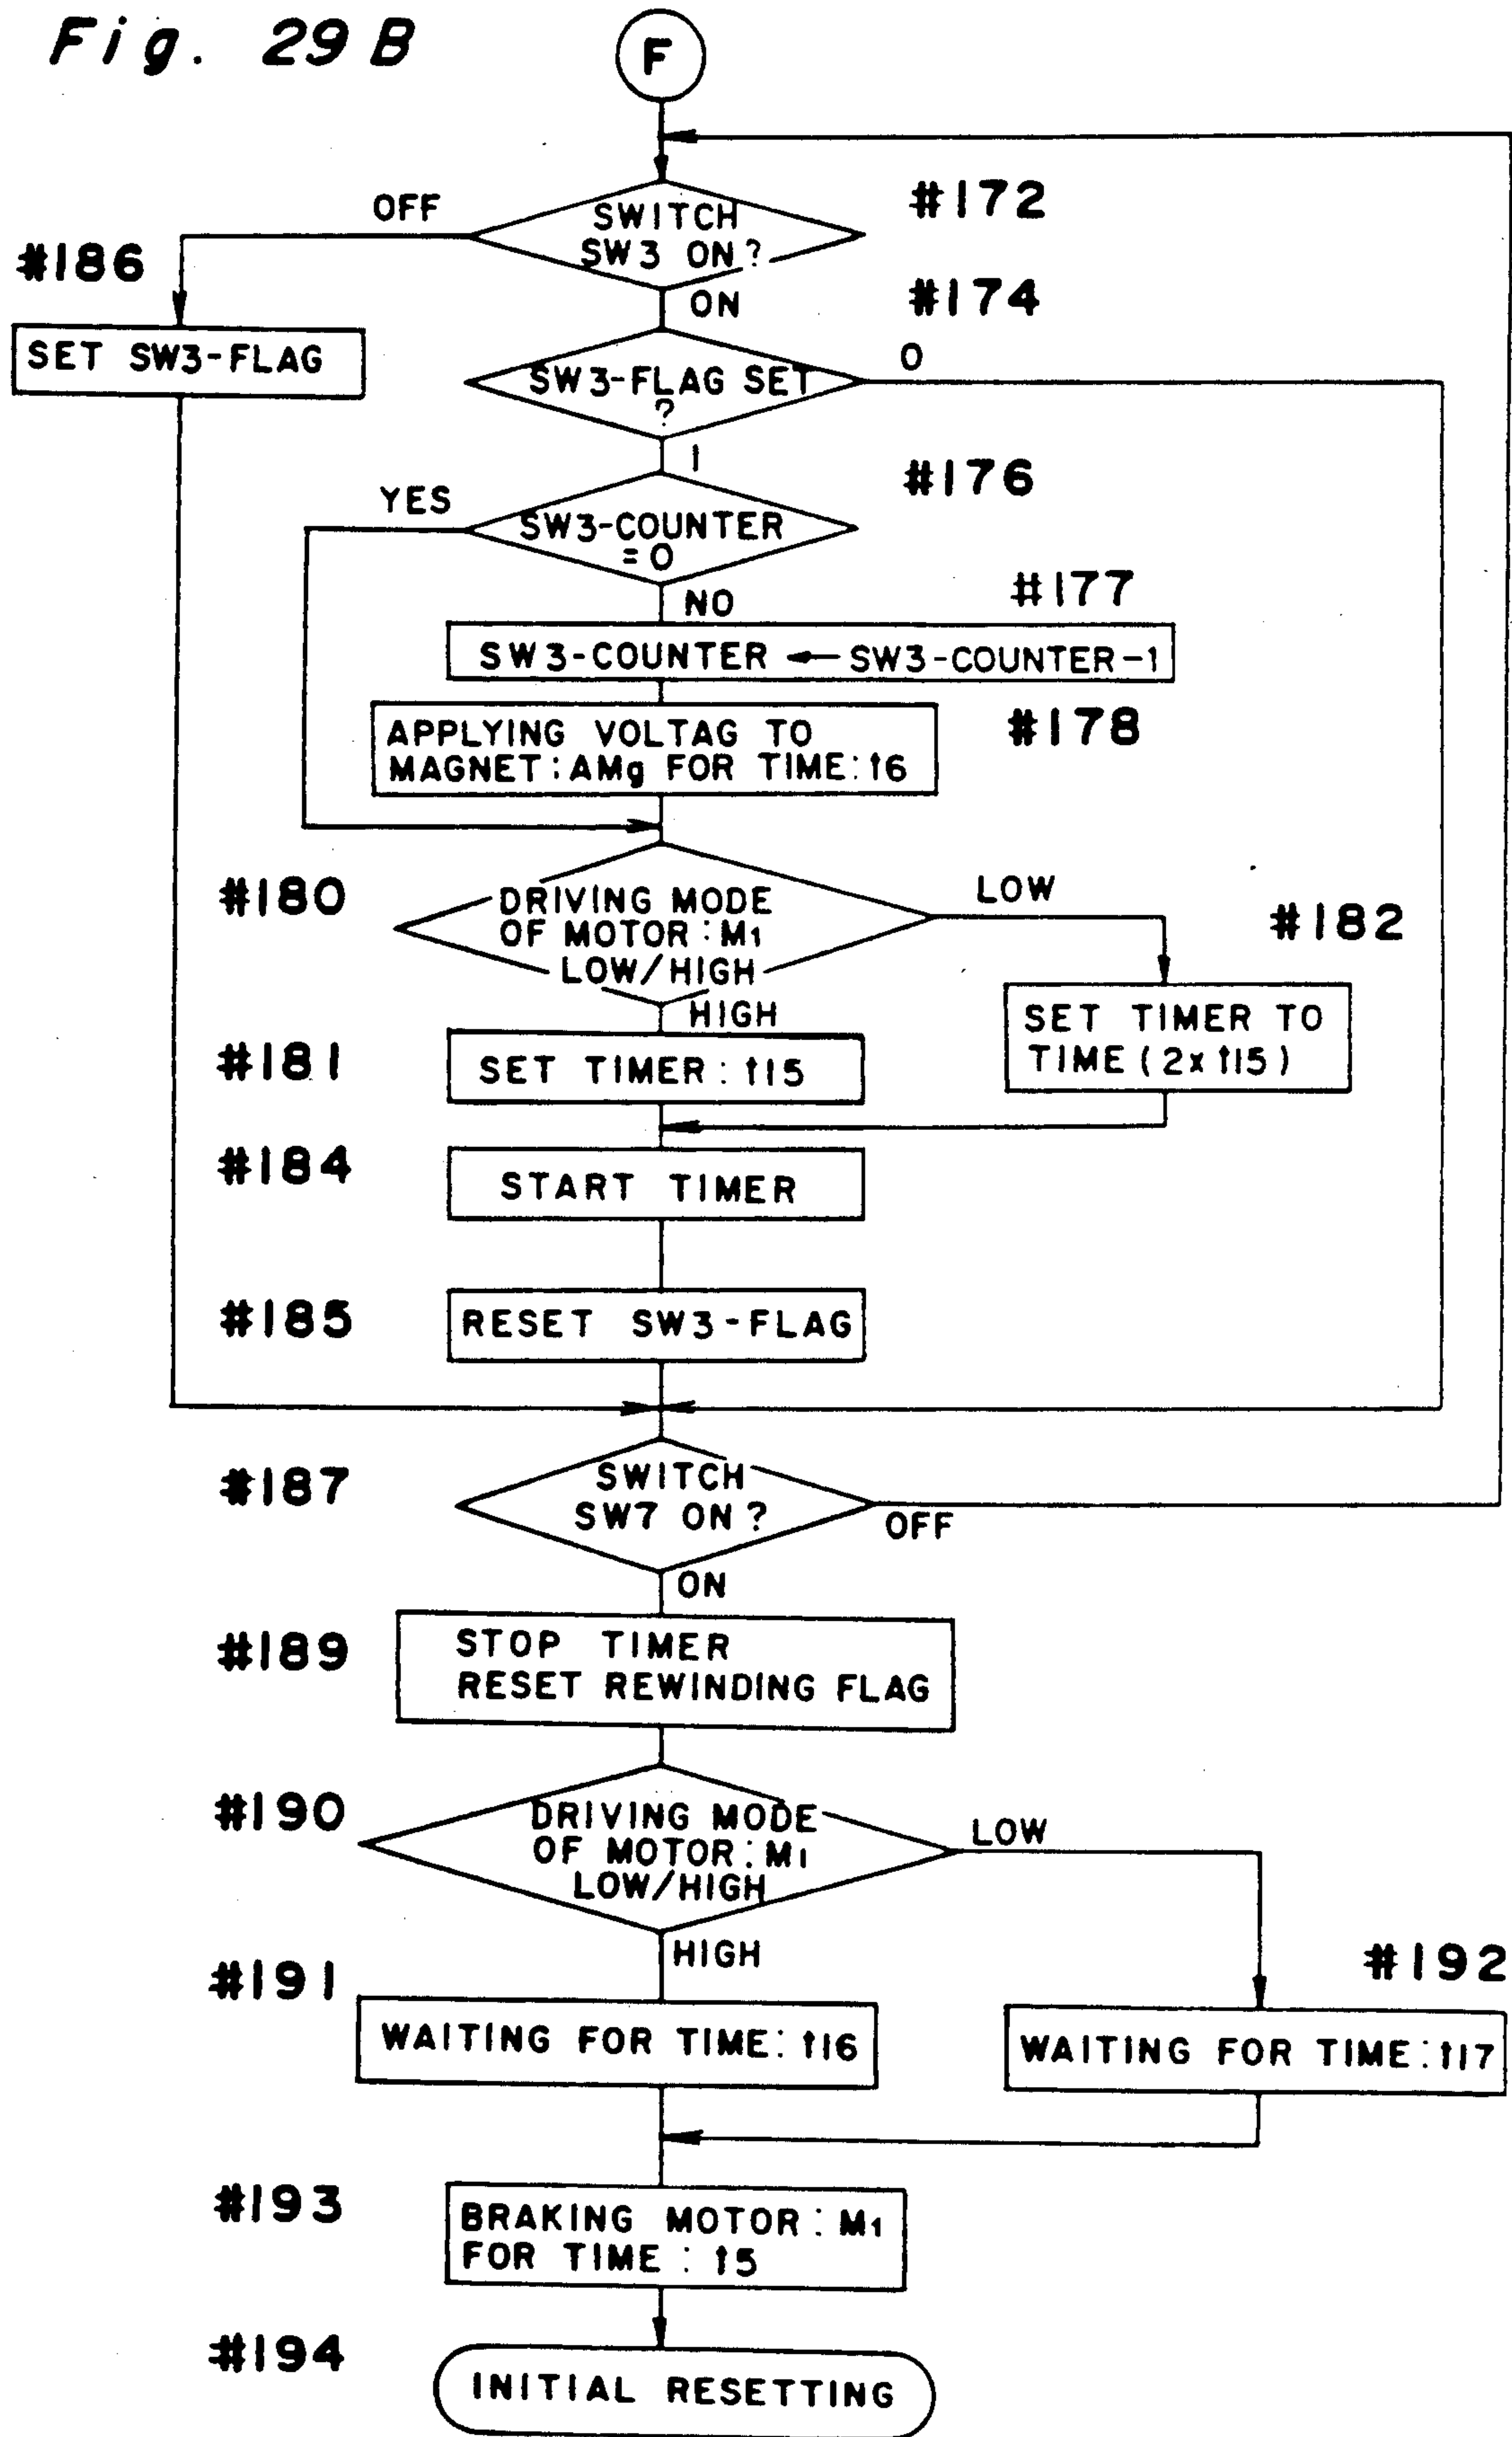 Fig. 29 B
F
OFF
SWITCH
SW3 ON ?
#172
#186
ON
#174
SET SW3-FLAG
SW3-FLAG SET
?
0
1
#176
YES
SW3-COUNTER
= 0
NO
#177
SW3-COUNTER ← SW3-COUNTER-1
#178
APPLYING VOLTAG TO
MAGNET : AMg FOR TIME : t6
#180
DRIVING MODE
OF MOTOR : M1
LOW/HIGH
LOW
#182
HIGH
SET TIMER TO
TIME ( 2x t15 )
#181
SET TIMER : t15
#184
START TIMER
#185
RESET SW3-FLAG
#187
SWITCH
SW7 ON ?
OFF
ON
#189
STOP TIMER
RESET REWINDING FLAG
#190
DRIVING MODE
OF MOTOR : M1
LOW/HIGH
LOW
HIGH
#191
#192
WAITING FOR TIME : t16
WAITING FOR TIME : t17
#193
BRAKING MOTOR : M1
FOR TIME : t5
#194
INITIAL RESETTING